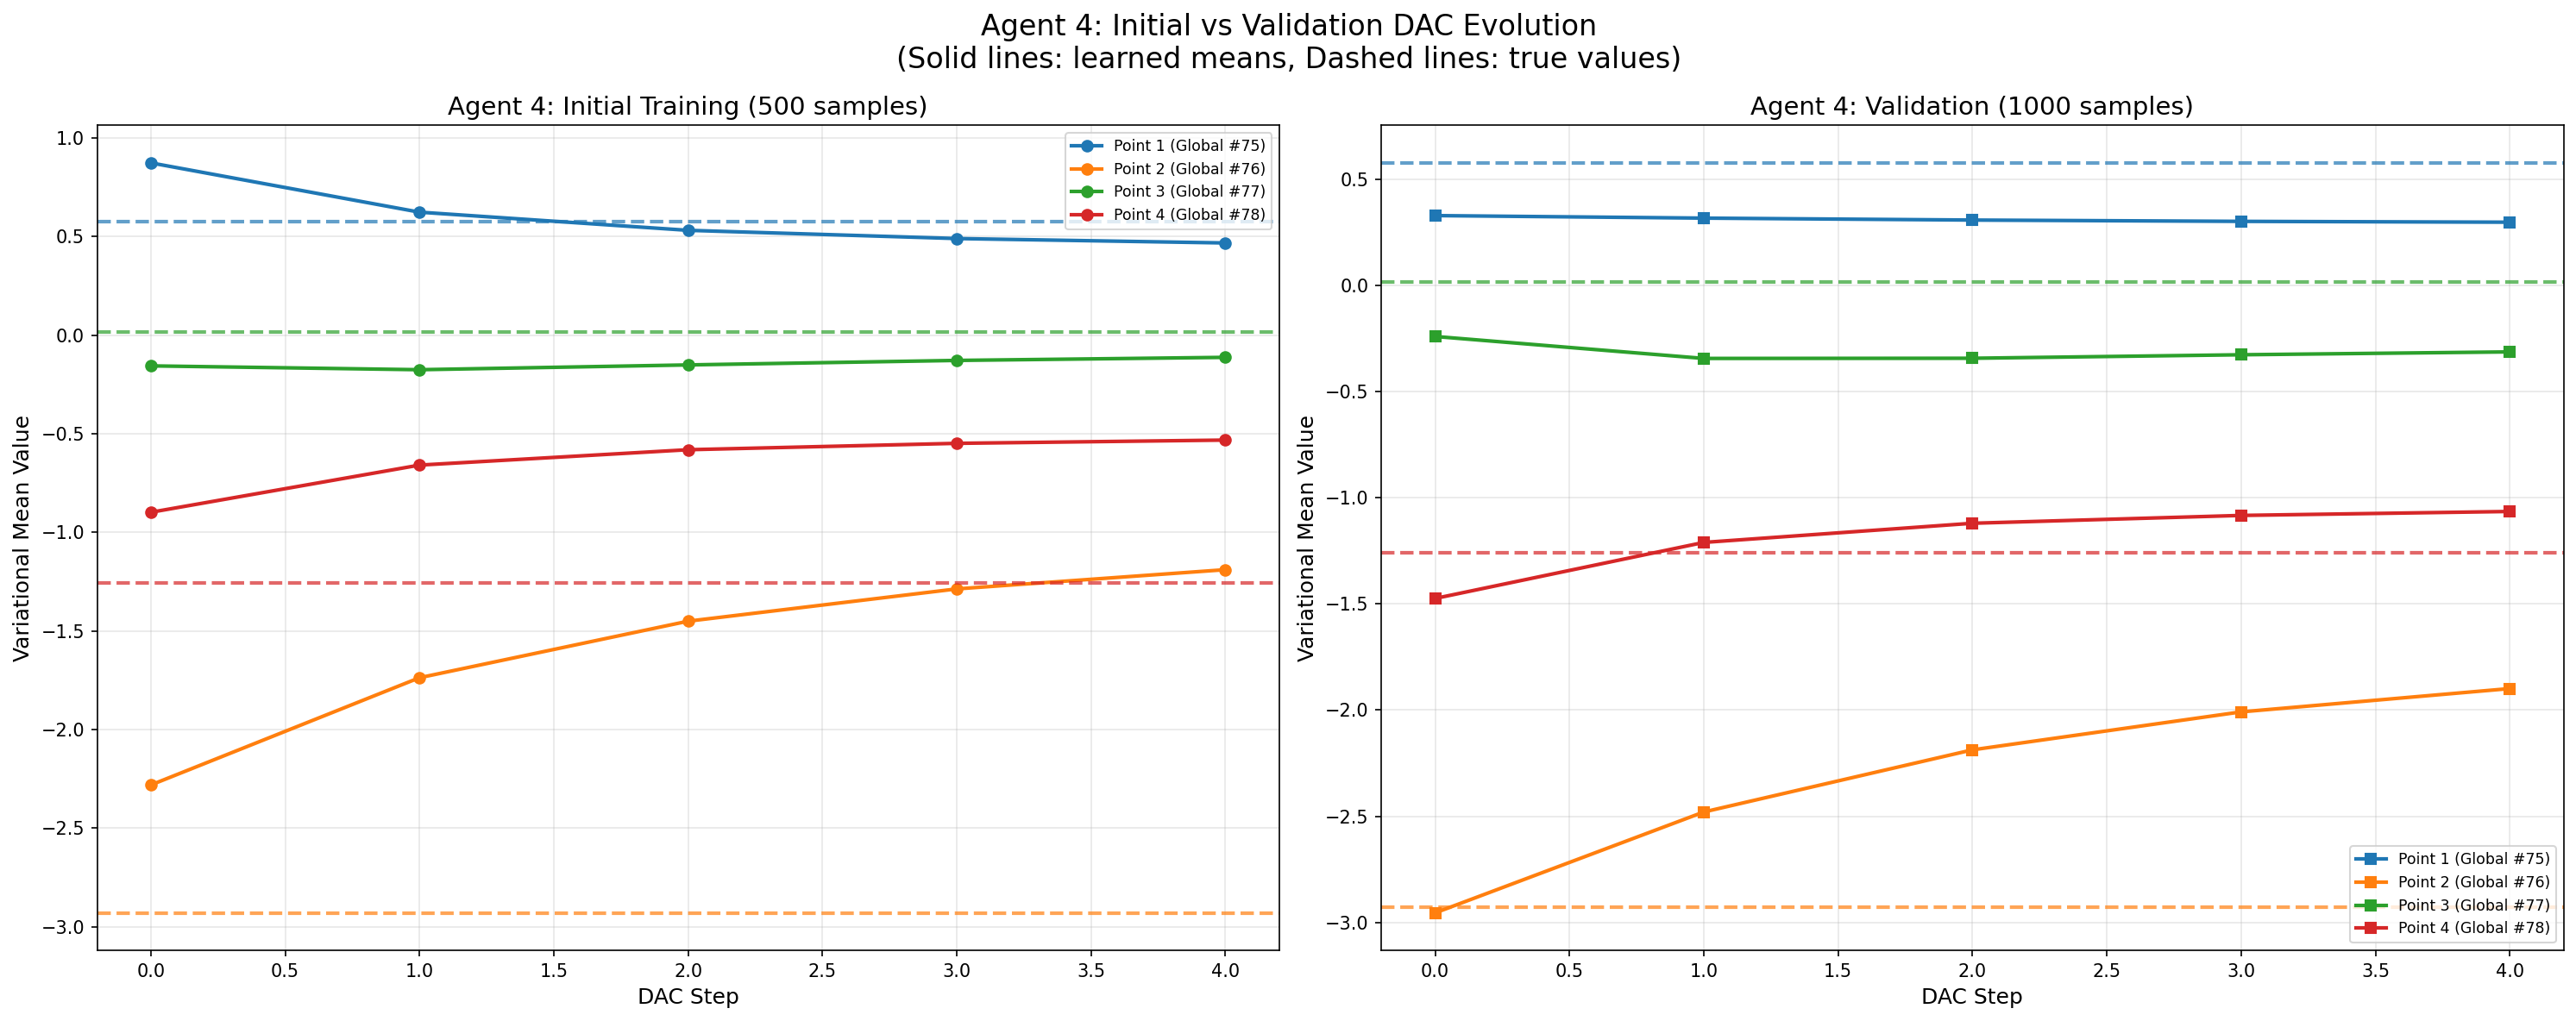 Agent 4: Initial vs Validation DAC Evolution
(Solid lines: learned means, Dashed lines: true values)
Agent 4: Initial Training (500 samples)
Variational Mean Value
1.0
0.5
0.0
−0.5
−1.0
−1.5
−2.0
−2.5
−3.0
Point 1 (Global #75)
Point 2 (Global #76)
Point 3 (Global #77)
Point 4 (Global #78)
0.0 0.5 1.0 1.5 2.0 2.5 3.0 3.5 4.0
DAC Step
Agent 4: Validation (1000 samples)
Variational Mean Value
0.5
0.0
−0.5
−1.0
−1.5
−2.0
−2.5
−3.0
Point 1 (Global #75)
Point 2 (Global #76)
Point 3 (Global #77)
Point 4 (Global #78)
0.0 0.5 1.0 1.5 2.0 2.5 3.0 3.5 4.0
DAC Step